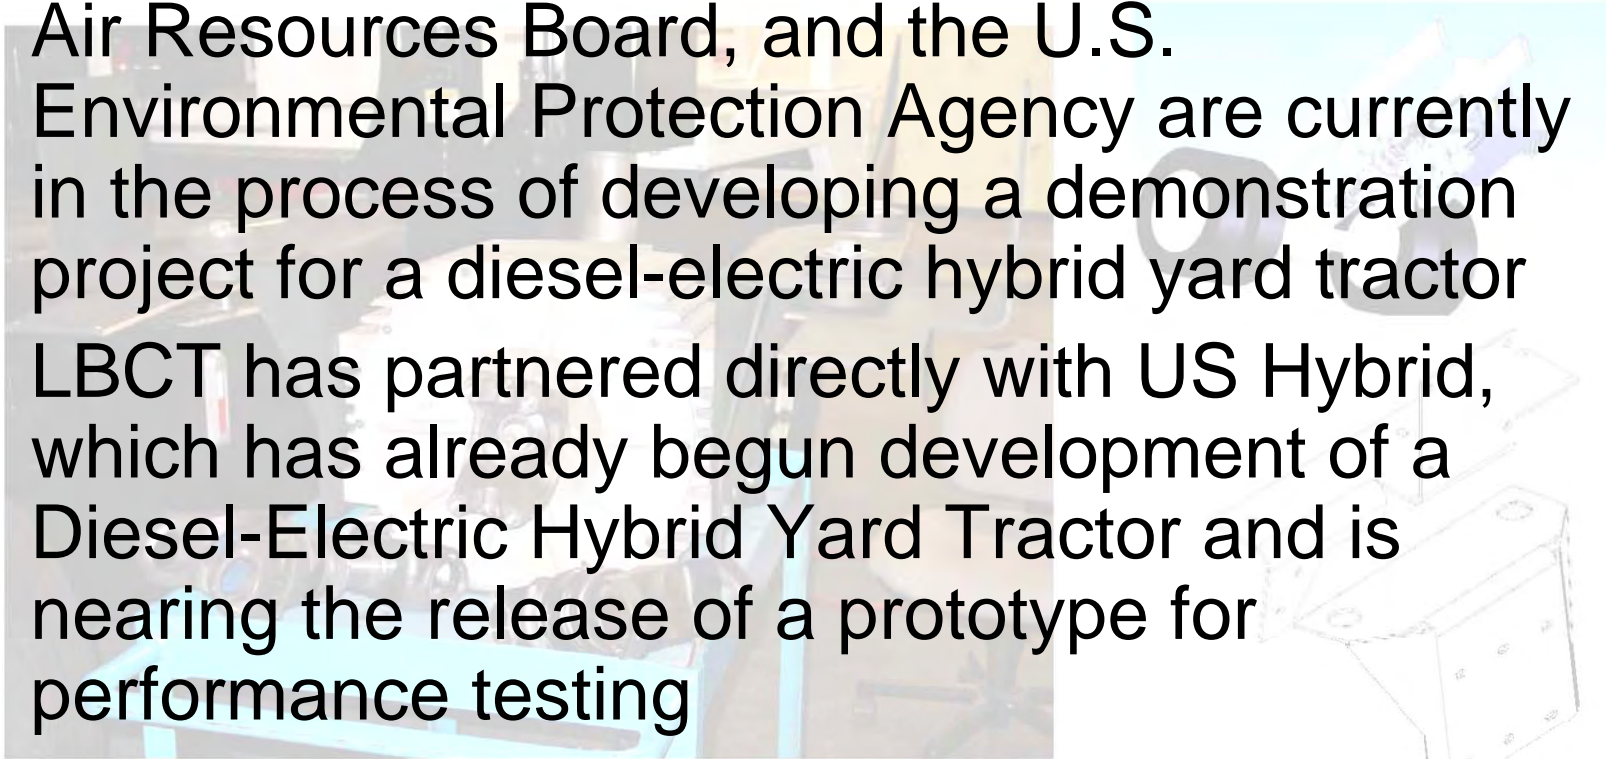 Air Resources Board, and the U.S.
Environmental Protection Agency are currently
in the process of developing a demonstration
project for a diesel-electric hybrid yard tractor
LBCT has partnered directly with US Hybrid,
which has already begun development of a
Diesel-Electric Hybrid Yard Tractor and is
nearing the release of a prototype for
performance testing